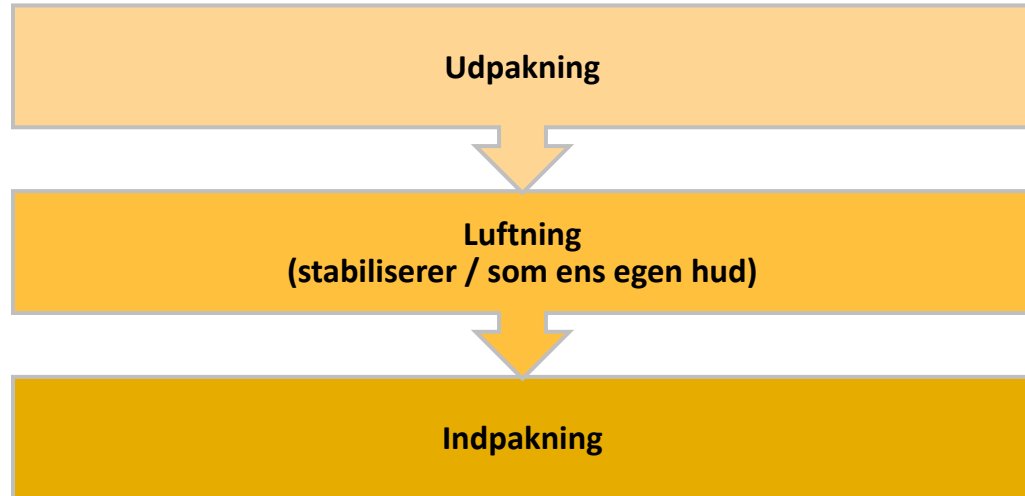 Udpakning
Luftning
(stabiliserer / som ens egen hud)
Indpakning